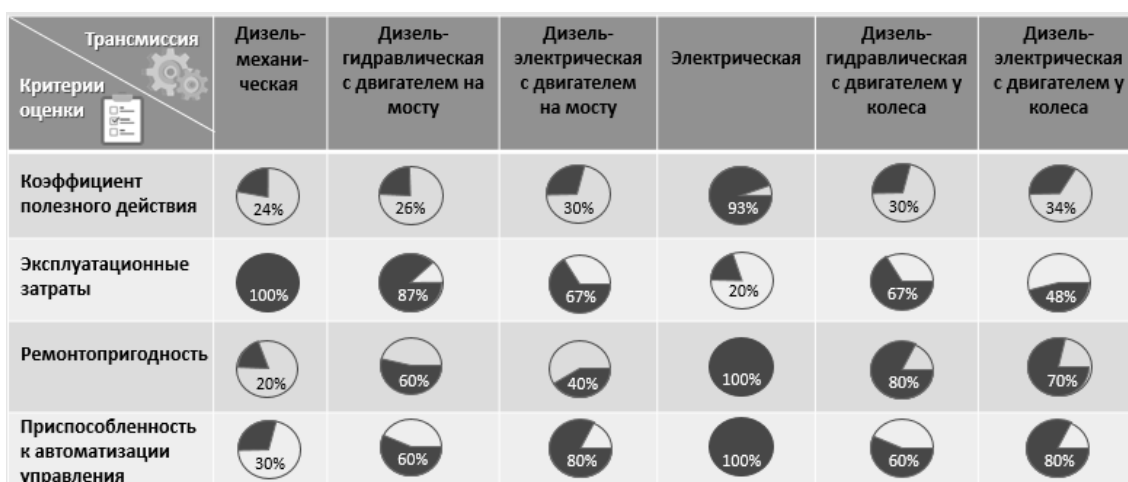 Трансмиссия
Критерии
оценки
Дизель-
механи-
ческая
Дизель-
гидравлическая
с двигателем на
мосту
Дизель-
электрическая
с двигателем
на мосту
Электрическая
Дизель-
гидравлическая
с двигателем у
колеса
Дизель-
электрическая
с двигателем у
колеса
Коэффициент
полезного действия
24%
26%
30%
93%
30%
34%
Эксплуатационные
затраты
100%
87%
67%
20%
67%
48%
Ремонтопригодность
20%
60%
40%
100%
80%
70%
Приспособленность
к автоматизации
управления
30%
60%
80%
100%
60%
80%